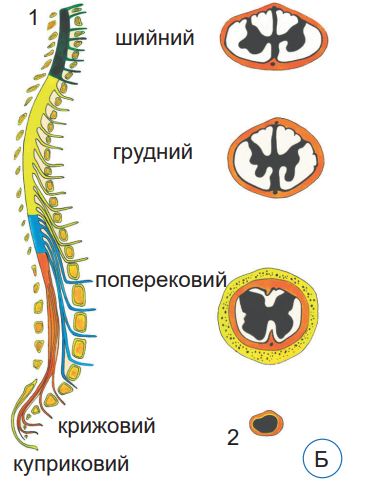 1
шийний
грудний
поперековий
крижовий
2
Б
куприковий